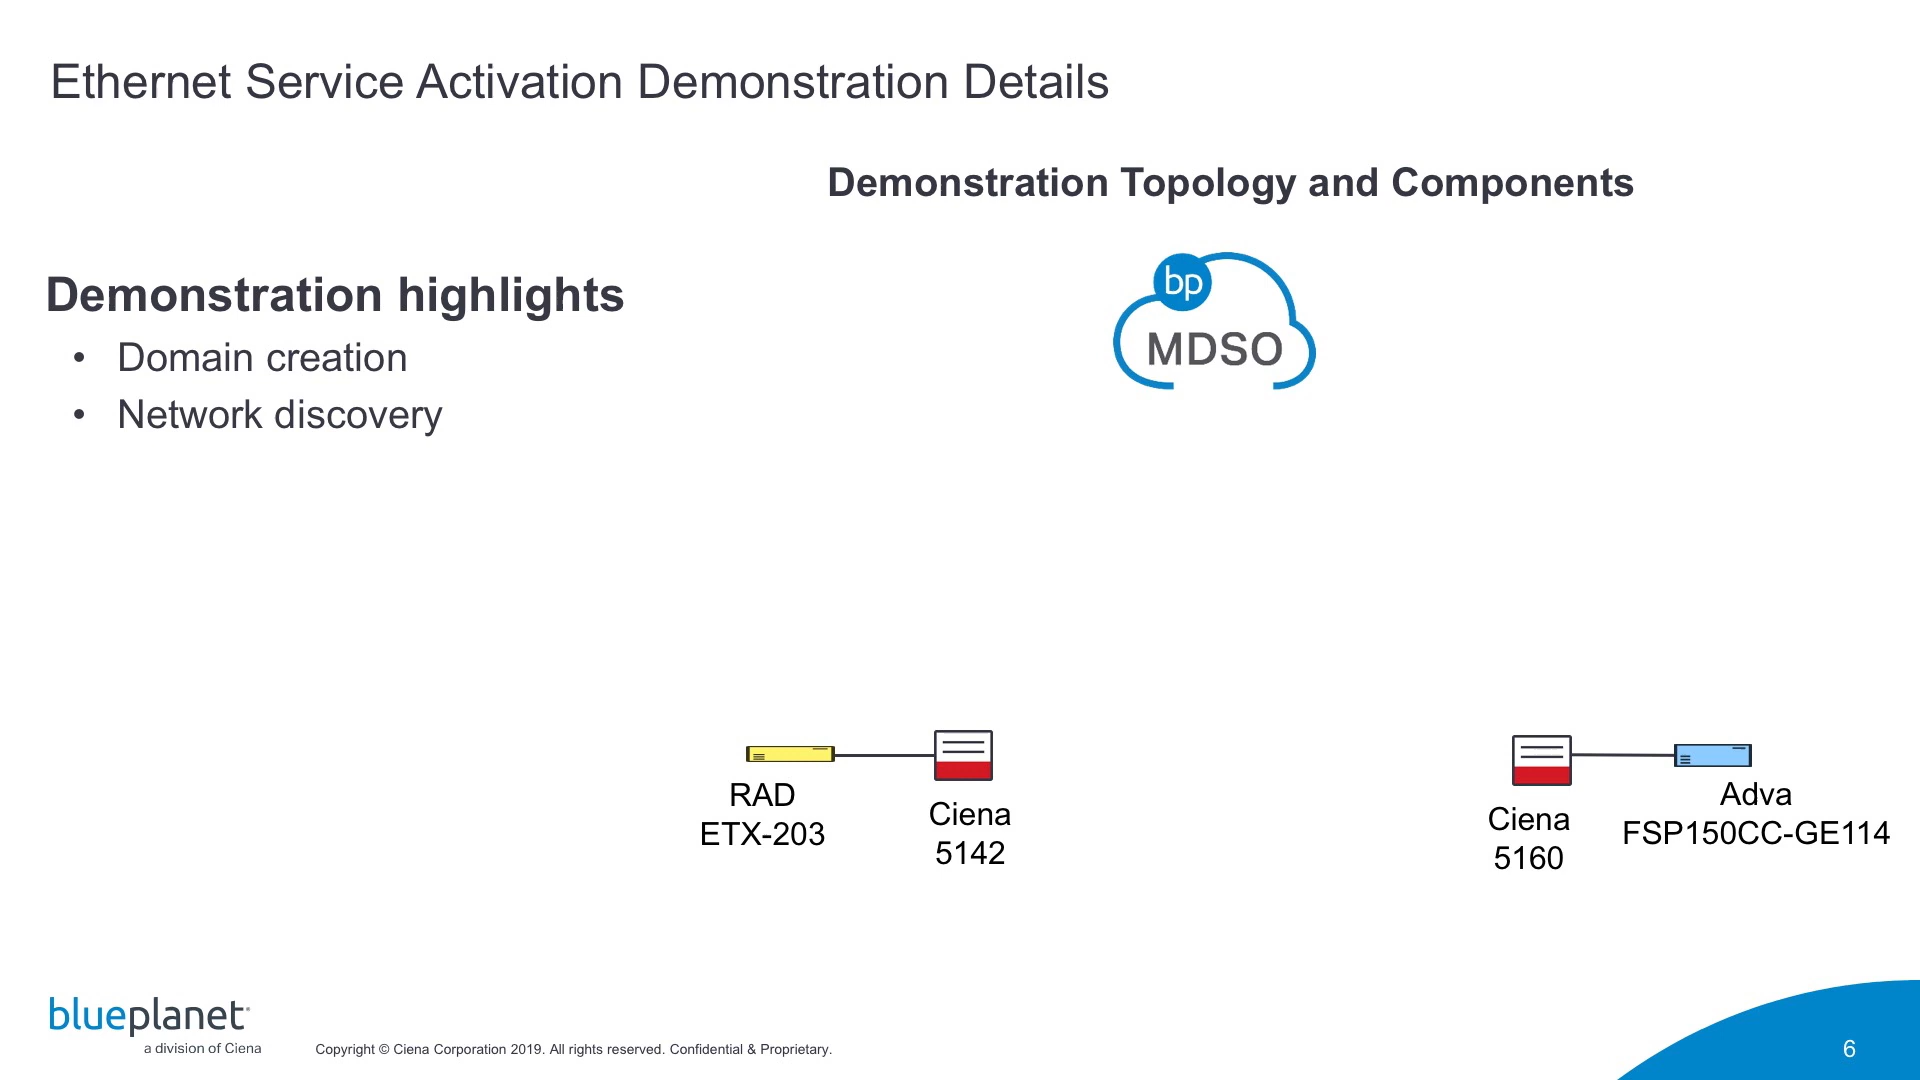 Ethernet Service Activation Demonstration Details
Demonstration Topology and Components
bp
MDSO
Demonstration highlights
• Domain creation
• Network discovery
RAD
ETX-203
Ciena
5142
Ciena
5160
Adva
FSP150CC-GE114
blueplanet
a division of Ciena
Copyright © Ciena Corporation 2019. All rights reserved. Confidential & Proprietary.
6